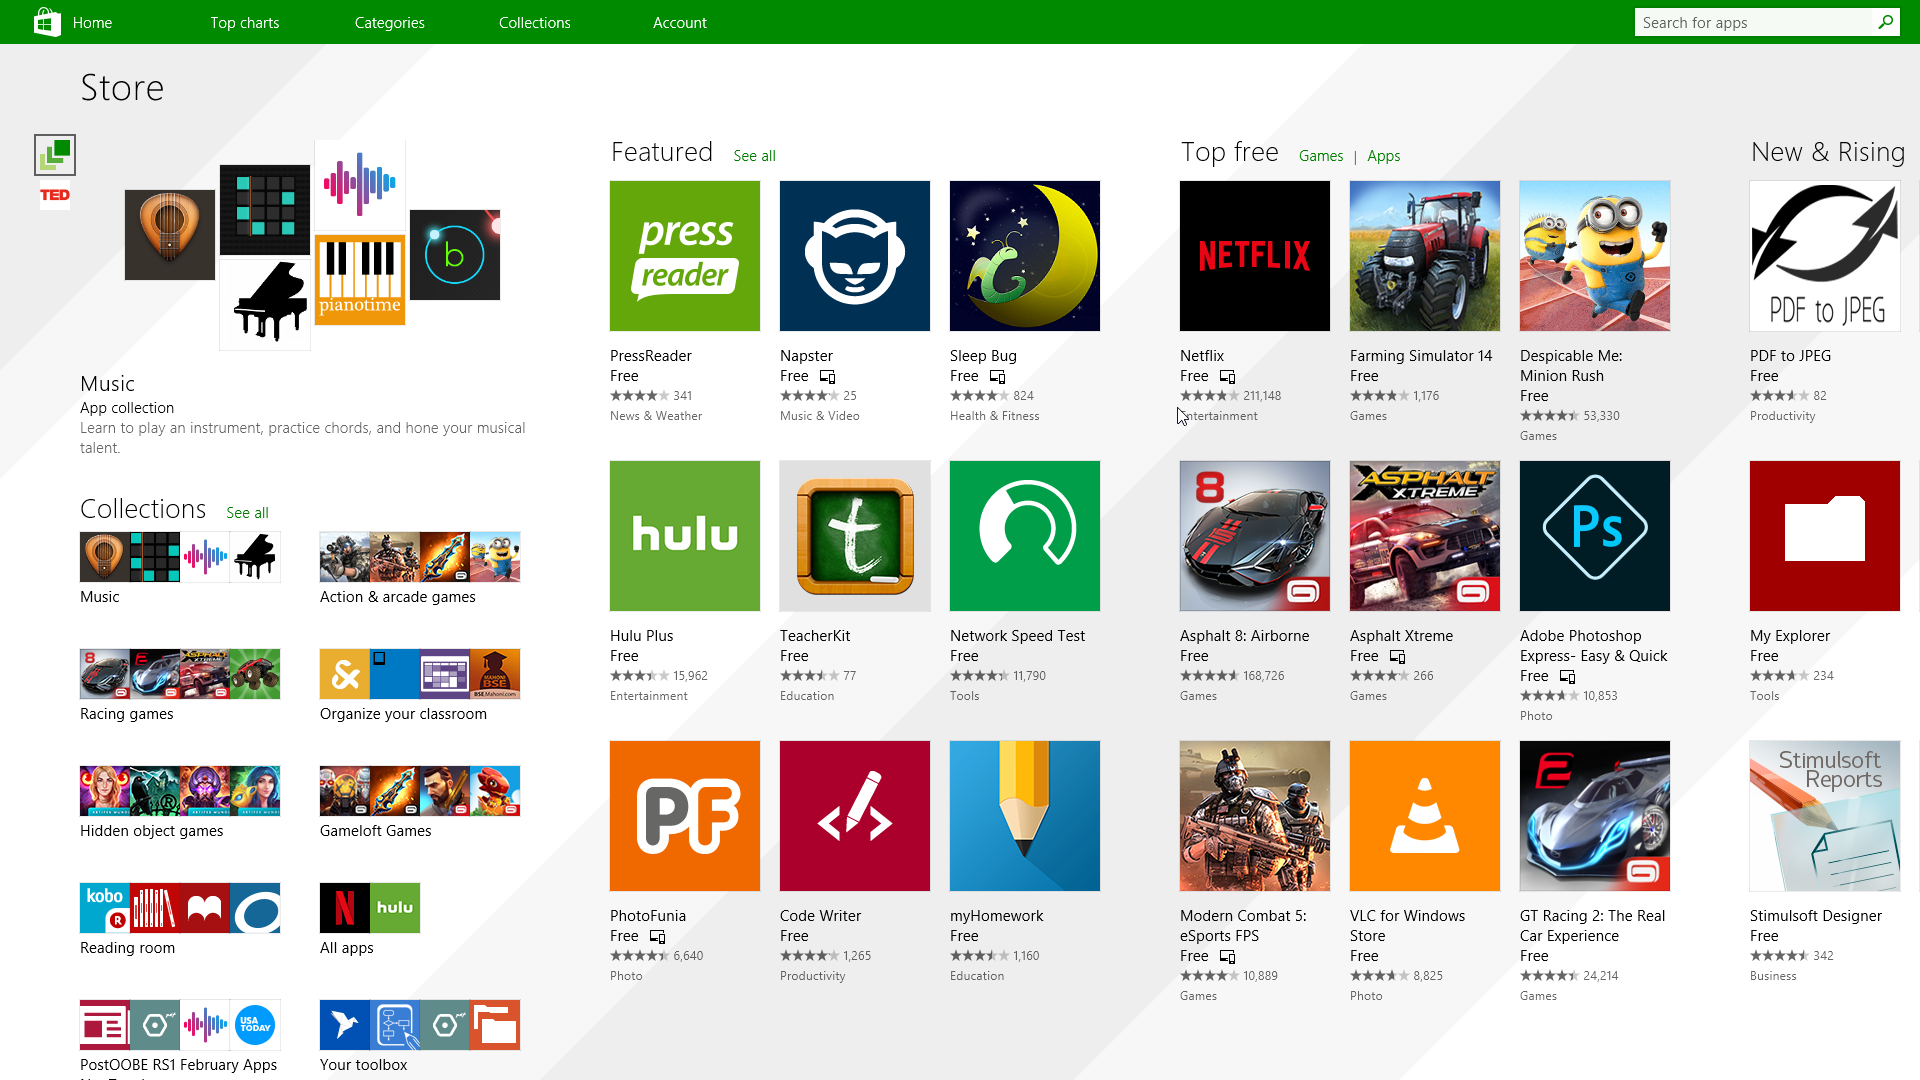 Home
Top charts
Categories
Collections
Account
Search for apps
Store
TED
b
pianotime
Music
App collection
Learn to play an instrument, practice chords, and hone your musical
talent.
Collections See all
Music
Action & arcade games
8
ASPHALT
XTREME
&
MAHONI
BSE
BSE.Mahoni.com
Racing games
Organize your classroom
Hidden object games
Gameloft Games
kobo
R
N
hulu
Reading room
All apps
USA
TODAY
PostOOBE RS1 February Apps
Your toolbox
Featured See all
press
reader
PressReader
Free
341
News & Weather
Napster
Free
25
Music & Video
Sleep Bug
Free
824
Health & Fitness
hulu
Hulu Plus
Free
15,962
Entertainment
t
TeacherKit
Free
77
Education
Network Speed Test
Free
11,790
Tools
PF
PhotoFunia
Free
6,640
Photo
Code Writer
Free
1,265
Productivity
myHomework
Free
1,160
Education
Top free Games | Apps
NETFLIX
Netflix
Free
211,148
Entertainment
Farming Simulator 14
Free
1,176
Games
Despicable Me:
Minion Rush
Free
53,330
Games
8
Asphalt 8: Airborne
Free
168,726
Games
ASPHALT
XTREME
Asphalt Xtreme
Free
266
Games
Ps
Adobe Photoshop
Express- Easy & Quick
Free
10,853
Photo
Modern Combat 5:
eSports FPS
Free
10,889
Games
VLC for Windows
Store
Free
8,825
Photo
GT Racing 2: The Real
Car Experience
Free
24,214
Games
New & Rising
PDF to JPEG
PDF to JPEG
Free
82
Productivity
My Explorer
Free
234
Tools
Stimulsoft
Reports
Stimulsoft Designer
Free
342
Business